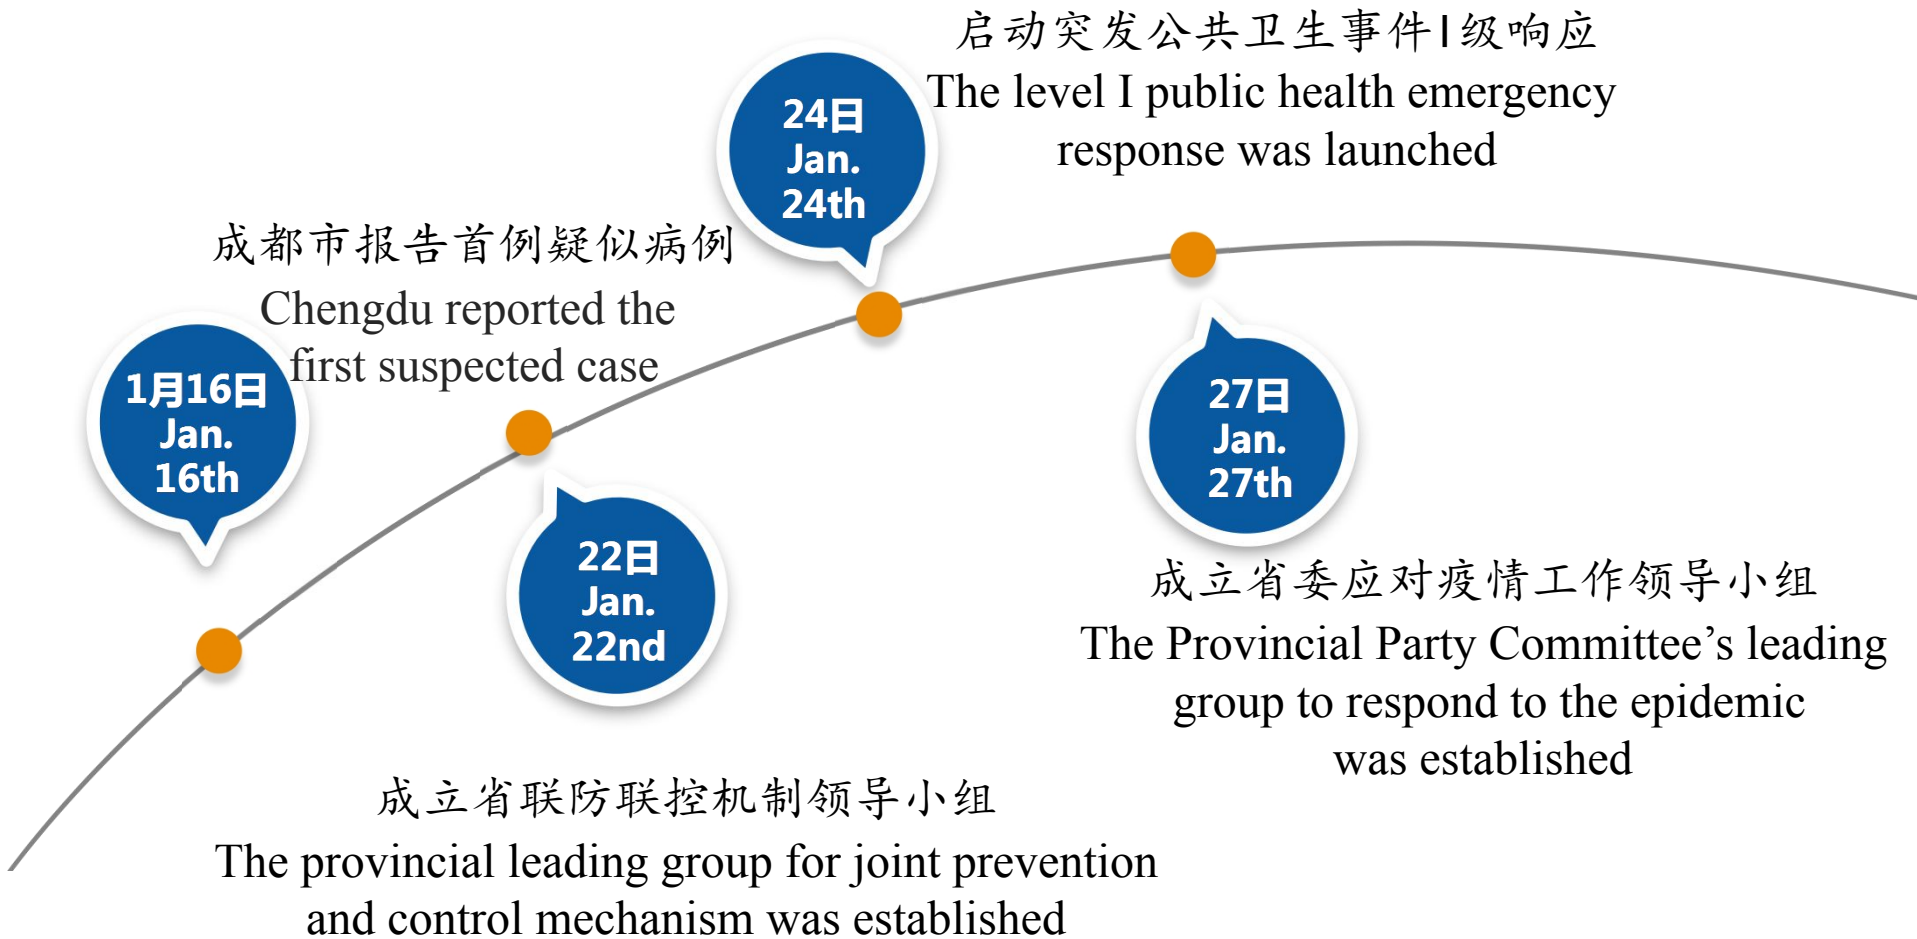 1月16日
Jan.
16th
成都市报告首例疑似病例
Chengdu reported the
first suspected case
22日
Jan.
22nd
成立省联防联控机制领导小组
The provincial leading group for joint prevention
and control mechanism was established
24日
Jan.
24th
启动突发公共卫生事件I级响应
The level I public health emergency
response was launched
27日
Jan.
27th
成立省委应对疫情工作领导小组
The Provincial Party Committee’s leading
group to respond to the epidemic
was established